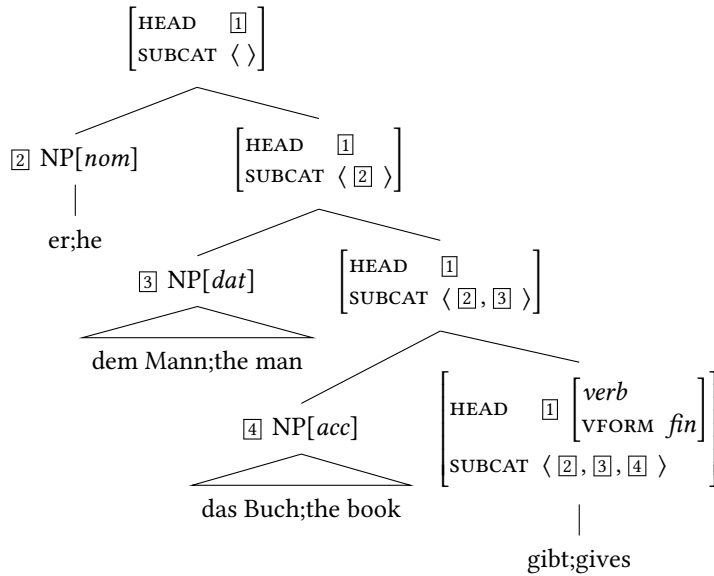 HEAD 1
SUBCAT ⟨ ⟩
2 NP[nom]
HEAD 1
SUBCAT ⟨ 2 ⟩
er;he
3 NP[dat]
HEAD 1
SUBCAT ⟨ 2 , 3 ⟩
dem Mann;the man
4 NP[acc]
HEAD 1 verb
VFORM fin
SUBCAT ⟨ 2 , 3 , 4 ⟩
das Buch;the book
gibt;gives